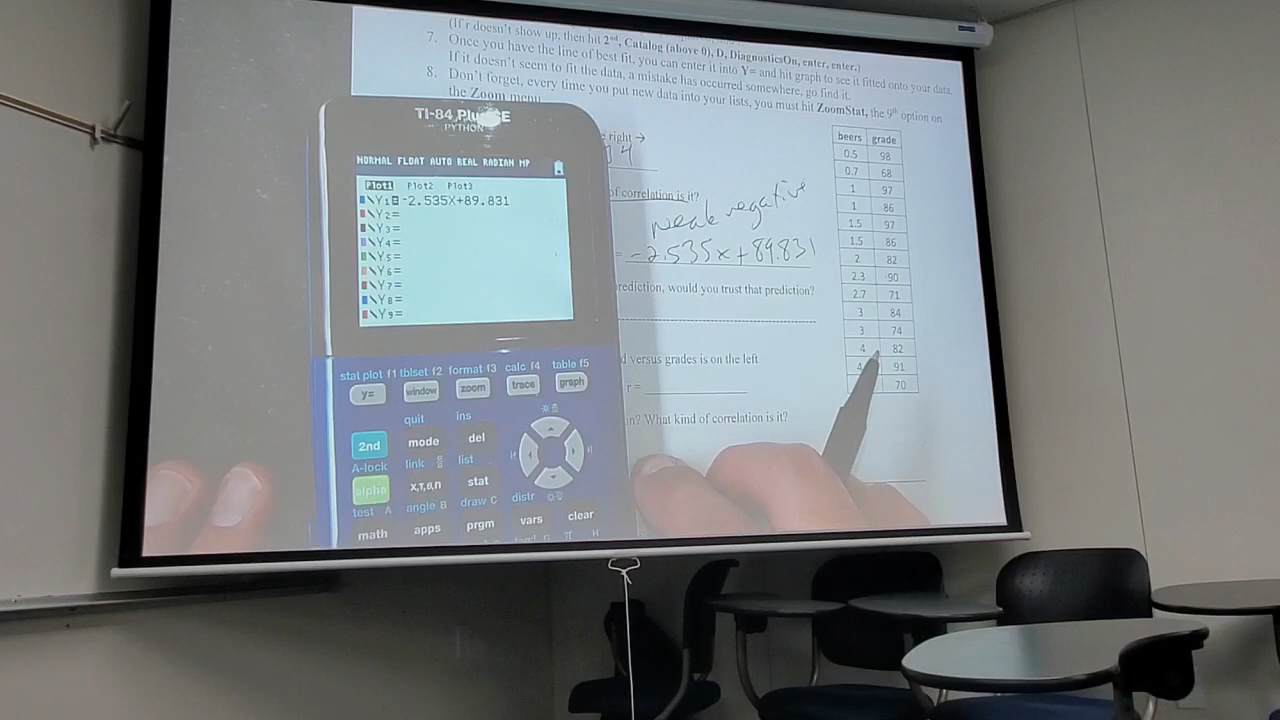 (If r doesn't show up, then hit 2nd, Catalog (above 0), D, DiagnosticsOn, enter, enter.)
7. Once you have the line of best fit, you can enter it into Y= and hit graph to see it fitted onto your data.
If it doesn't seem to fit the data, a mistake has occurred somewhere, go find it.
8. Don't forget, every time you put new data into your lists, you must hit ZoomStat, the 9th option on
the Zoom menu
right →
of correlation is it?
weak negative
= -2.535x+89.831
prediction, would you trust that prediction?
versus grades is on the left
r =
What kind of correlation is it?
beers grade
0.5 98
0.7 68
1 97
1 86
1.5 97
1.5 86
2 82
2.3 90
2.7 71
3 84
3 74
4 82
91
70
TI-84 Plus CE
PYTHON
NORMAL FLOAT AUTO REAL RADIAN MP
Plot1 Plot2 Plot3
\Y1=-2.535X+89.831
\Y2=
\Y3=
\Y4=
\Y5=
\Y6=
\Y7=
\Y8=
\Y9=
stat plot f1 tblset f2 format f3 calc f4 table f5
y= window zoom trace graph
quit ins
2nd mode del
A-lock link list
alpha X,T,θ,n stat
test A angle B draw C distr
math apps prgm vars clear
π H